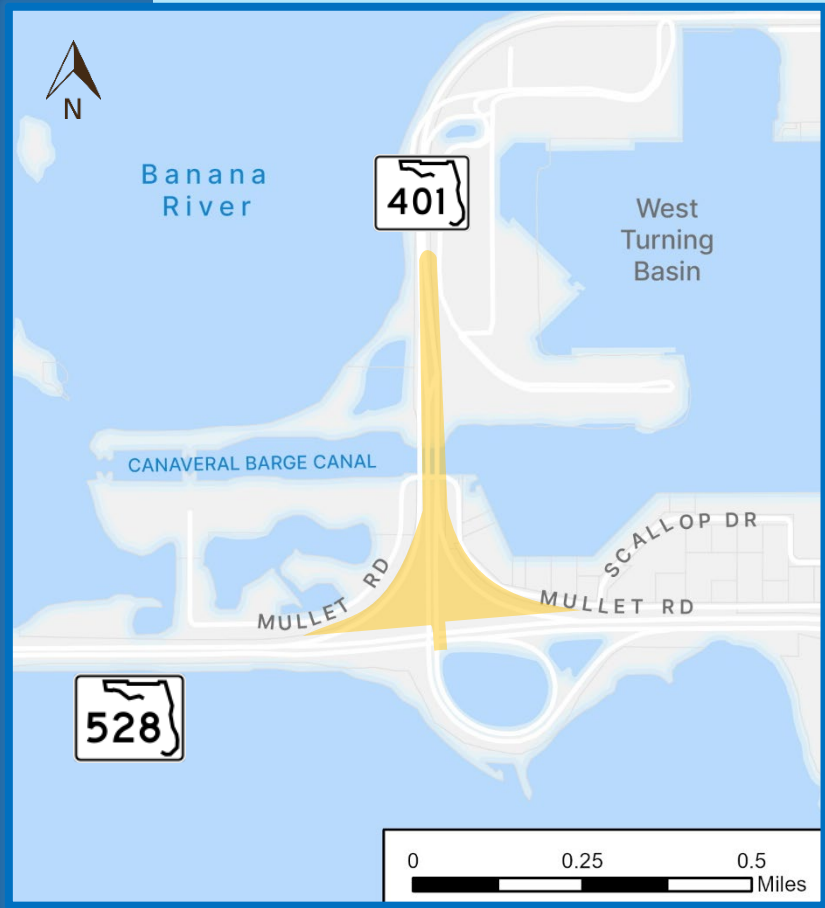 N
Banana
River
401
West
Turning
Basin
CANAVERAL BARGE CANAL
SCALLOP DR
MULLET RD
MULLET RD
528
0 0.25 0.5
Miles